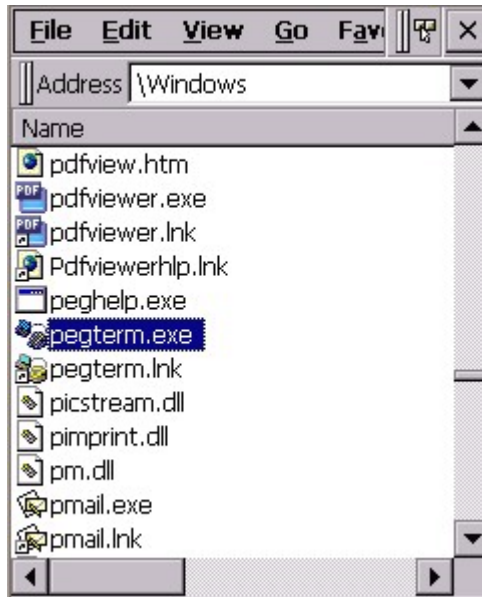 File Edit View Go Fav
Address \Windows
Name
pdfview.htm
pdfviewer.exe
pdfviewer.lnk
Pdfviewerhlp.lnk
peghelp.exe
pegterm.exe
pegterm.lnk
picstream.dll
pimprint.dll
pm.dll
pmail.exe
pmail.lnk